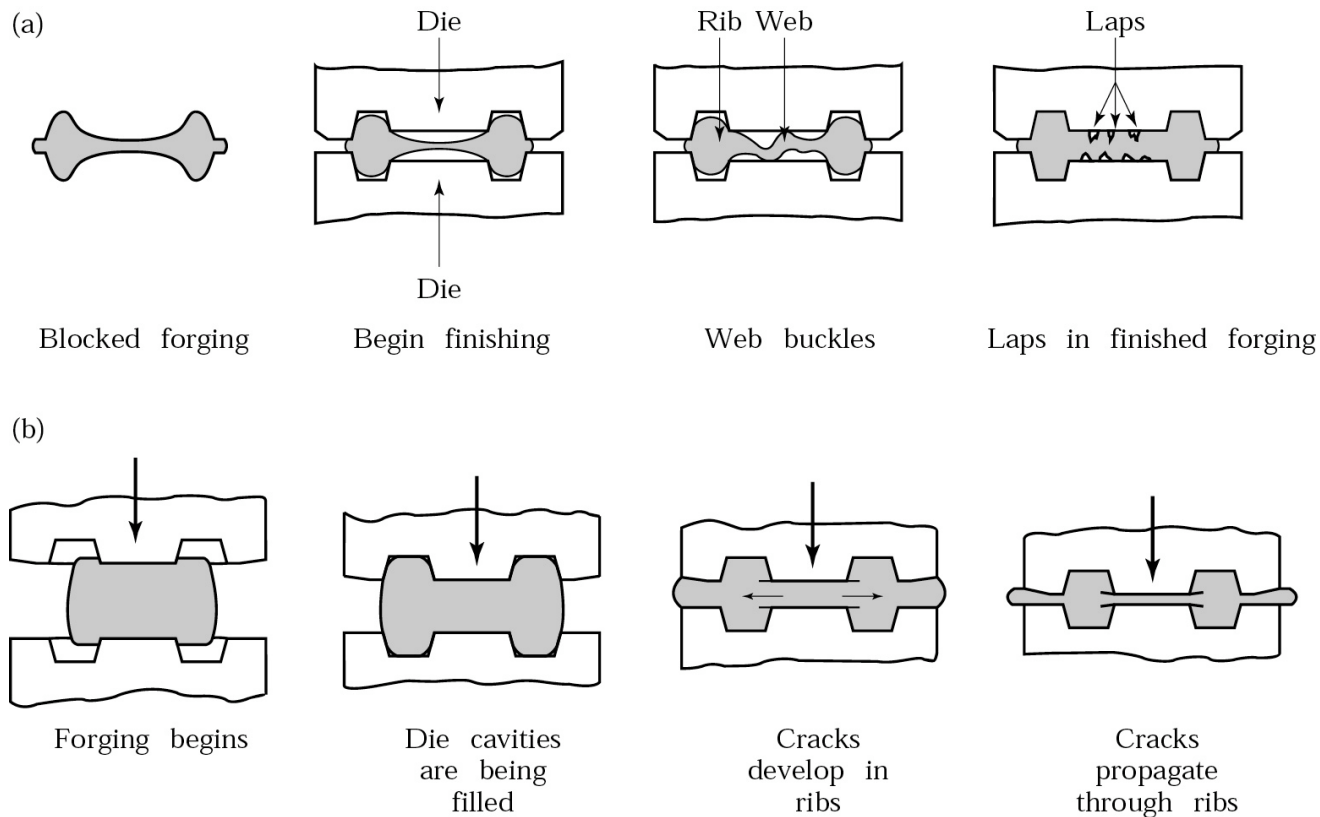 (a)
Die
Rib Web
Laps
Die
Blocked forging
Begin finishing
Web buckles
Laps in finished forging
(b)
Forging begins
Die cavities
are being
filled
Cracks
develop in
ribs
Cracks
propagate
through ribs